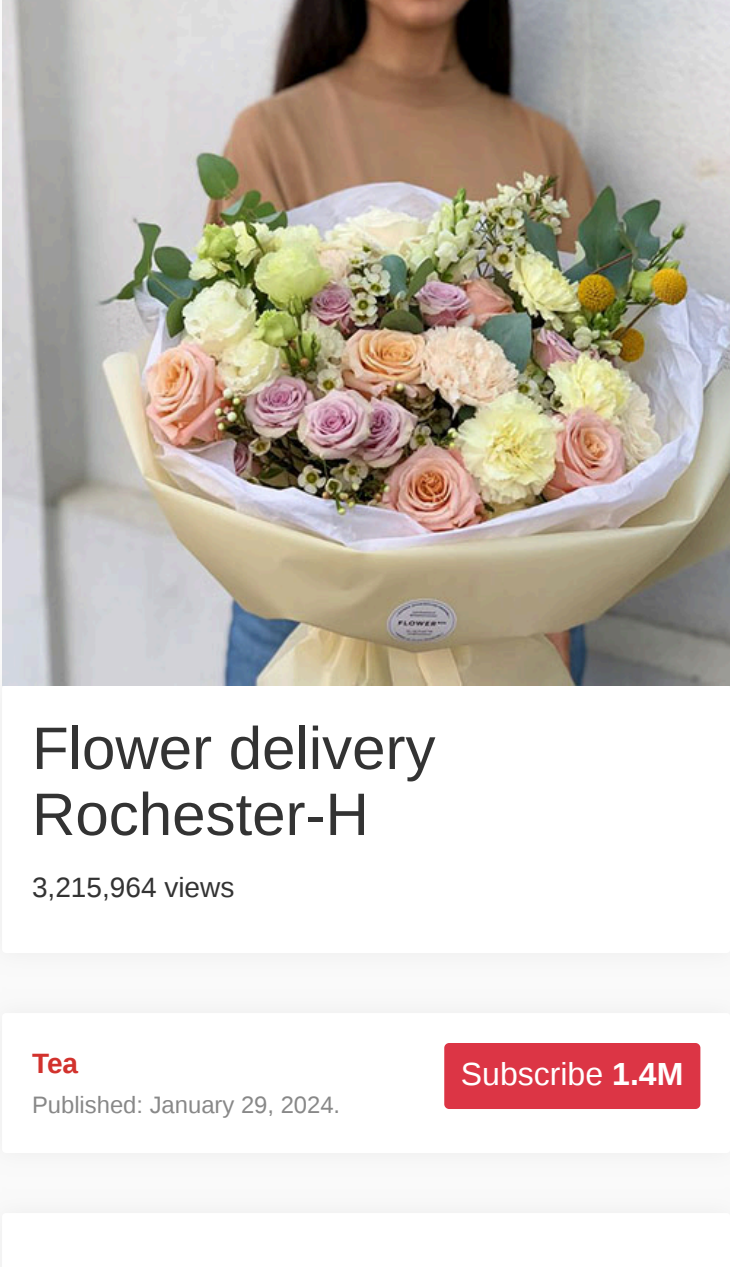 FLOWER
Flower delivery
Rochester-H
3,215,964 views
Tea
Published: January 29, 2024.
Subscribe 1.4M